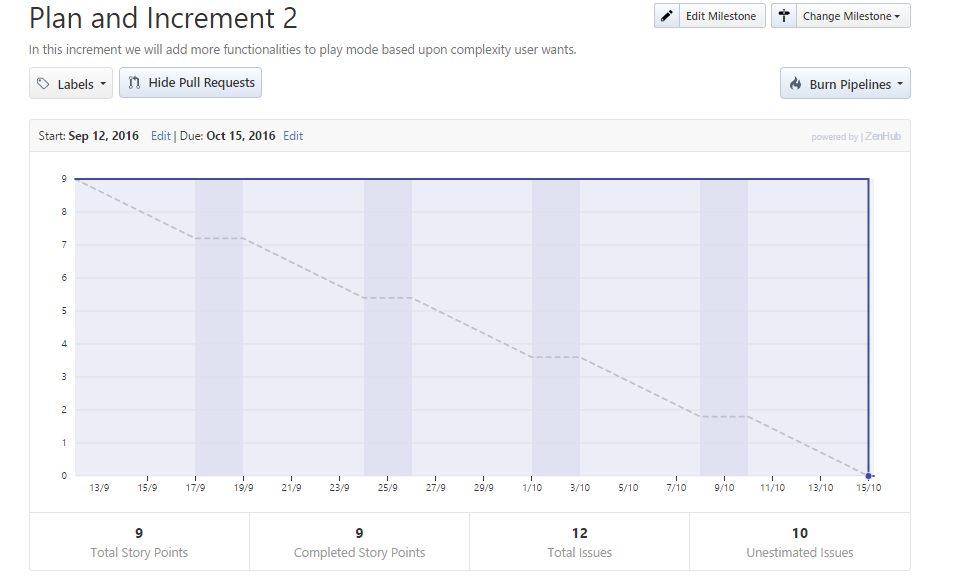 Plan and Increment 2
Edit Milestone
Change Milestone
In this increment we will add more functionalities to play mode based upon complexity user wants.
Labels
Hide Pull Requests
Burn Pipelines
Start: Sep 12, 2016 Edit | Due: Oct 15, 2016 Edit
powered by | ZenHub
9
8
7
6
5
4
3
2
1
0
13/9 15/9 17/9 19/9 21/9 23/9 25/9 27/9 29/9 1/10 3/10 5/10 7/10 9/10 11/10 13/10 15/10
9
Total Story Points
9
Completed Story Points
12
Total Issues
10
Unestimated Issues